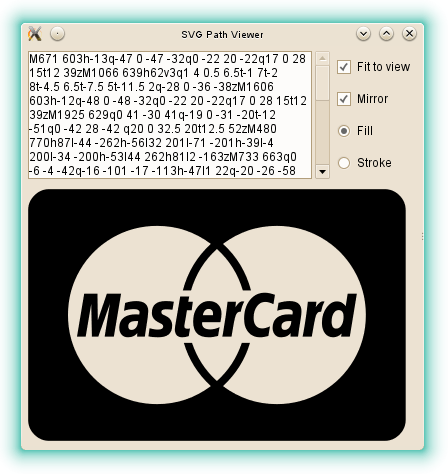 SVG Path Viewer
M671 603h-13q-47 0 -47 -32q0 -22 20 -22q17 0 28
15t12 39zM1066 639h62v3q1 4 0.5 6.5t-1 7t-2
8t-4.5 6.5t-7.5 5t-11.5 2q-28 0 -36 -38zM1606
603h-12q-48 0 -48 -32q0 -22 20 -22q17 0 28 15t12
39zM1925 629q0 41 -30 41q-19 0 -31 -20t-12
-51q0 -42 28 -42 q20 0 32.5 20t12.5 52zM480
770h87l-44 -262h-56l32 201l-71 -201h-39l-4
200l-34 -200h-53l44 262h81l2 -163zM733 663q0
-6 -4 -42q-16 -101 -17 -113h-47l1 22q-20 -26 -58
Fit to view
Mirror
Fill
Stroke
MasterCard